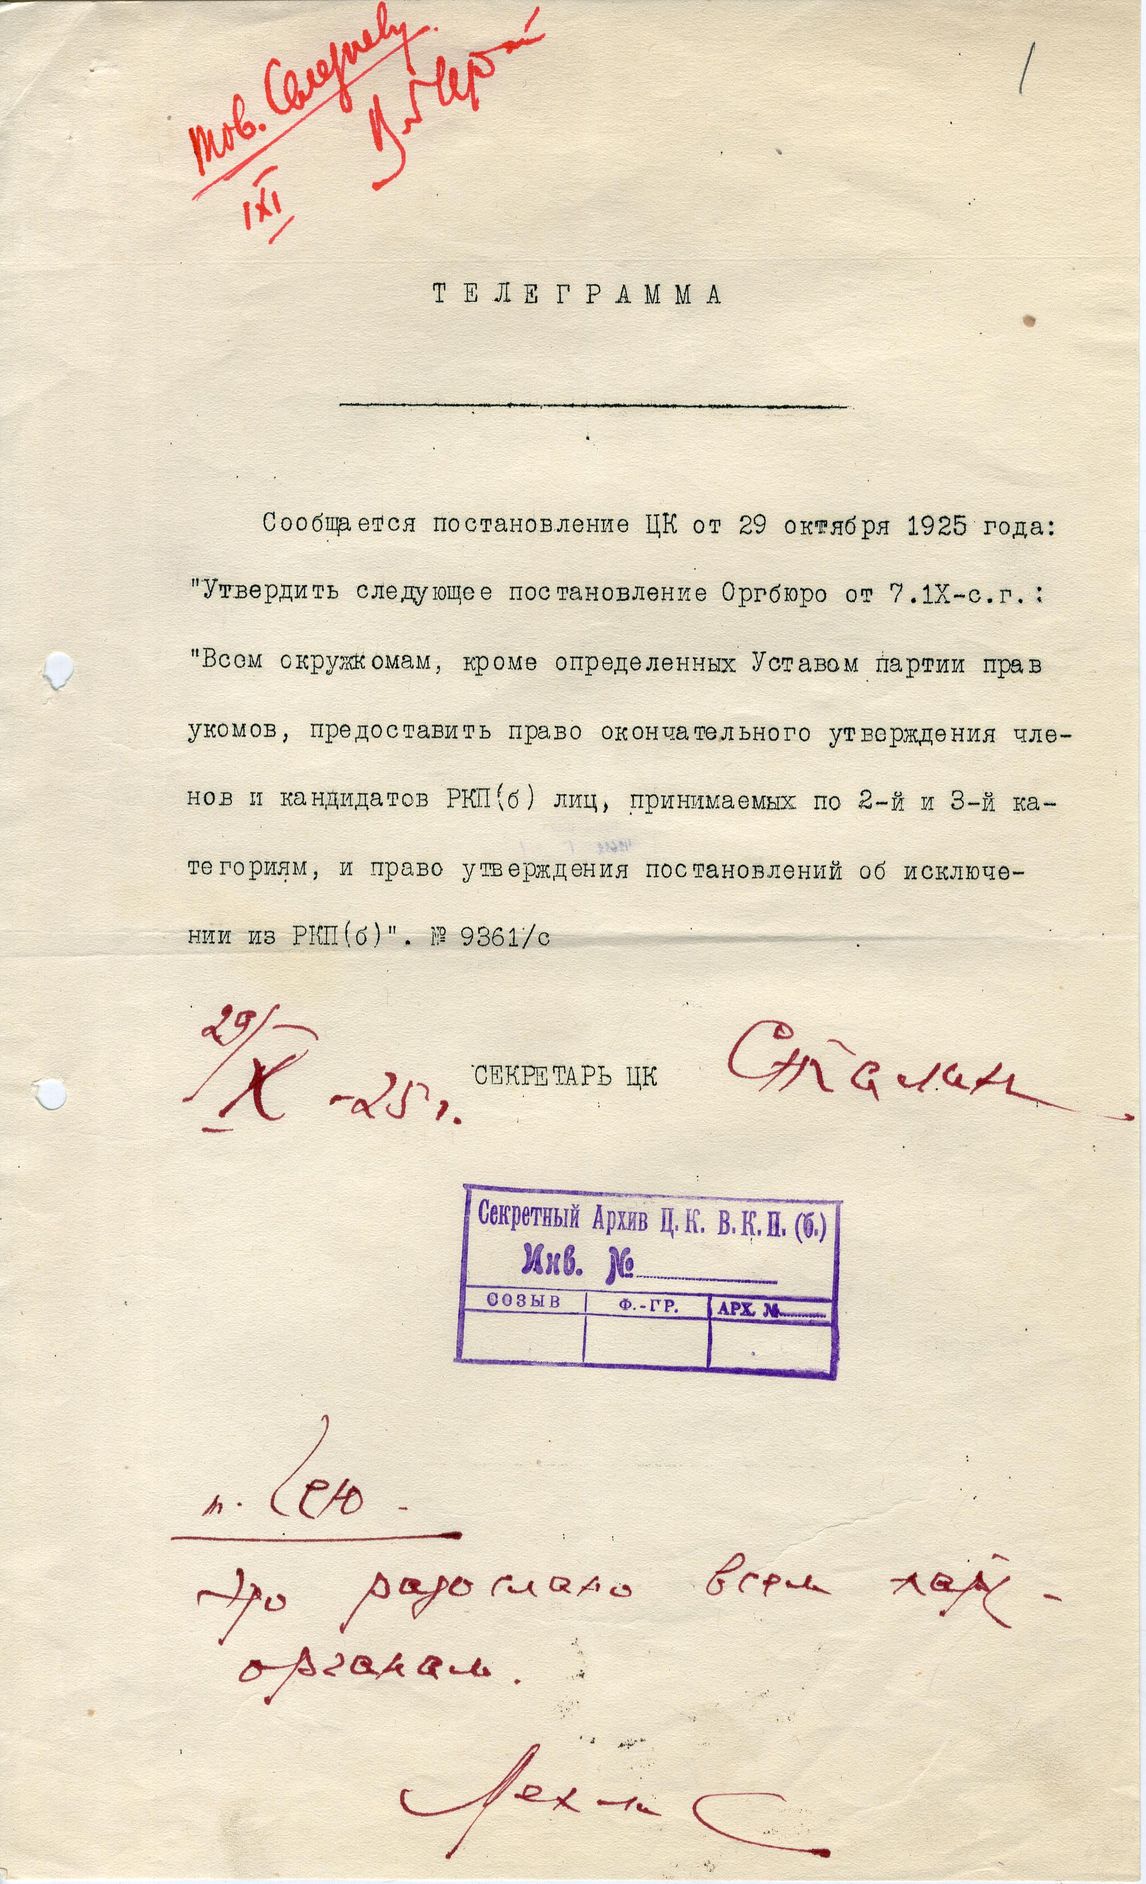 тов.
1
IXI
ТЕЛЕГРАММА
Сообщается постановление ЦК от 29 октября 1925 года:
"Утвердить следующее постановление Оргбюро от 7.1X-с.г.:
"Всем окружкомам, кроме определенных Уставом партии прав
укомов, предоставить право окончательного утверждения чле-
нов и кандидатов РКП(б) лиц, принимаемых по 2-й и 3-й ка-
тегориям, и право утверждения постановлений об исключе-
нии из РКП(б)". № 9361/с
29/X -25 г.
СЕКРЕТАРЬ ЦК Сталин
Секретный Архив Ц.К. В.К.П. (б.)
Инв. №
СОЗЫВ Ф.-ГР. АРХ. №
разослано всем парт-
органам.
Мехлис